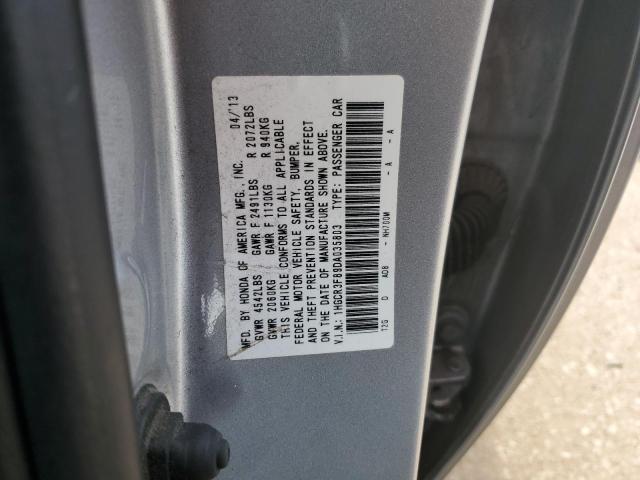 MFD. BY HONDA OF AMERICA MFG., INC. 04/'13
GVWR 4542LBS GAWR F 2491LBS R 2072LBS
GVWR 2060KG GAWR F 1130KG R 940KG
THIS VEHICLE CONFORMS TO ALL APPLICABLE
FEDERAL MOTOR VEHICLE SAFETY, BUMPER,
AND THEFT PREVENTION STANDARDS IN EFFECT
ON THE DATE OF MANUFACTURE SHOWN ABOVE.
V.I.N.: 1HGCR3F89DA035803 TYPE: PASSENGER CAR
T2G D AOB NH700M A - A